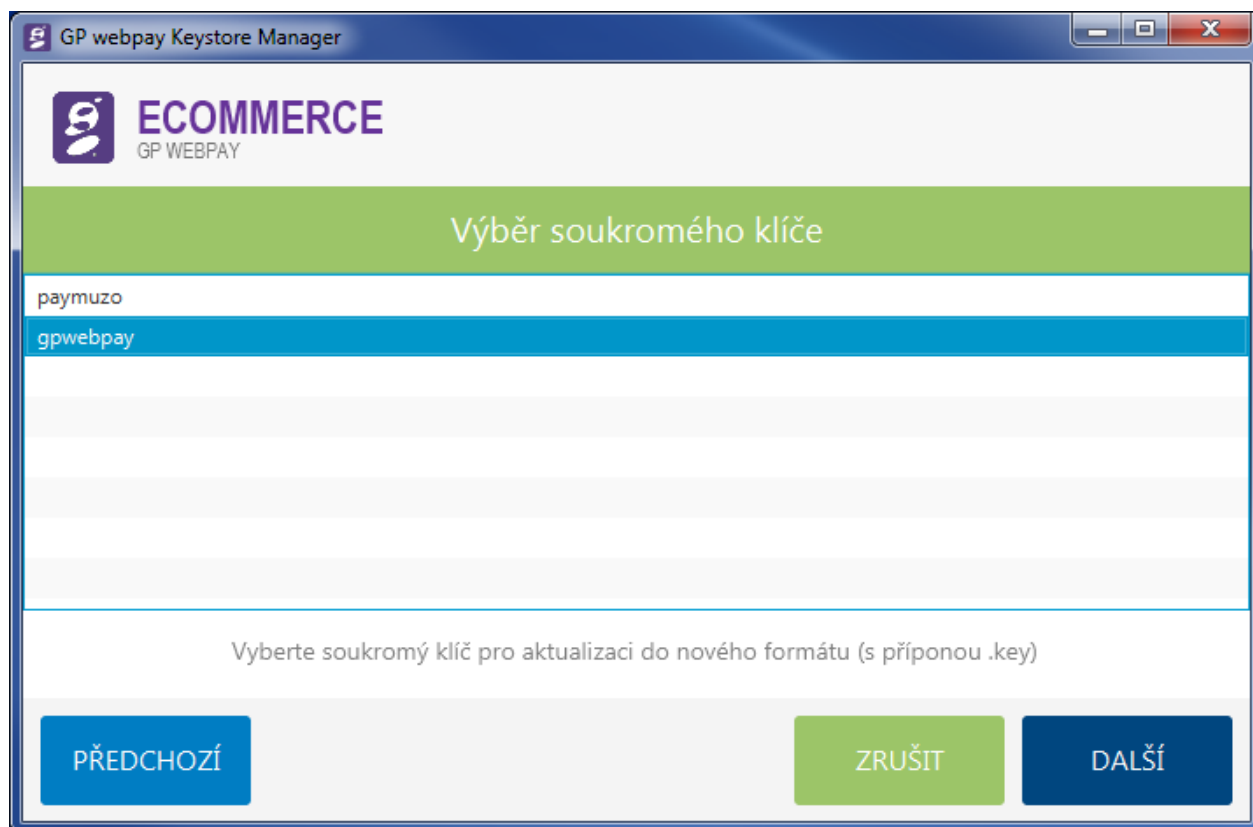 GP webpay Keystore Manager
ECOMMERCE
GP WEBPAY
Výběr soukromého klíče
paymuzo
gpwebpay
Vyberte soukromý klíč pro aktualizaci do nového formátu (s příponou .key)
PŘEDCHOZÍ
ZRUŠIT
DALŠÍ